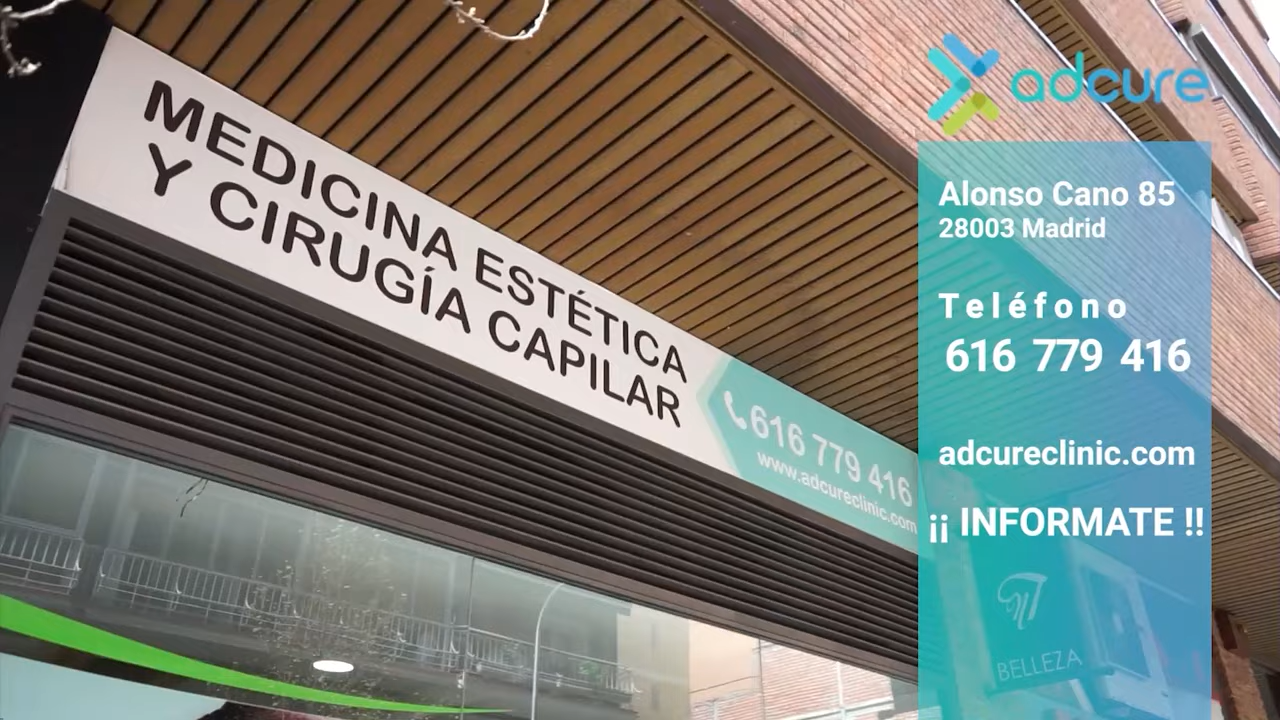 MEDICINA ESTÉTICA
Y CIRUGÍA CAPILAR
616 779 416
www.adcureclinic.com
adcure
Alonso Cano 85
28003 Madrid
Teléfono
616 779 416
adcureclinic.com
¡¡ INFORMATE !!
BELLEZA